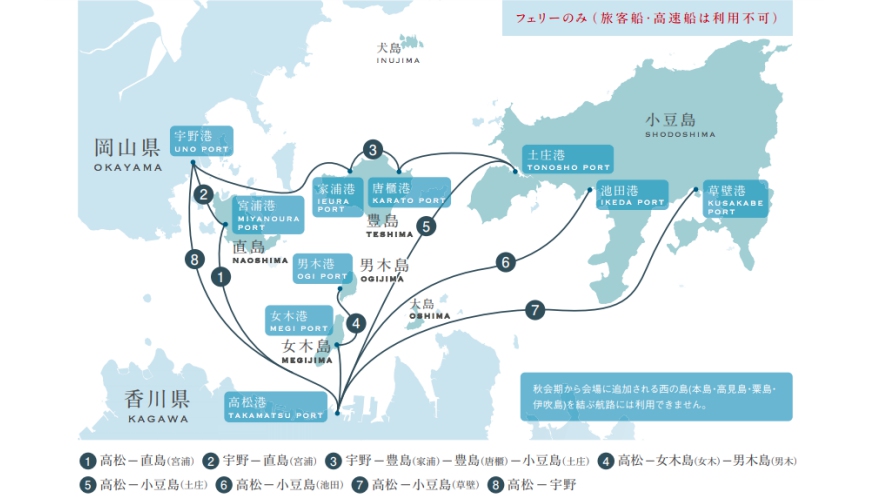 フェリーのみ（旅客船・高速船は利用不可）
犬島
INUJIMA
小豆島
SHODOSHIMA
宇野港
UNO PORT
岡山県
OKAYAMA
土庄港
TONOSHO PORT
家浦港
IEURA
PORT
唐櫃港
KARATO PORT
池田港
IKEDA PORT
草壁港
KUSAKABE
PORT
宮浦港
MIYANOURA
PORT
豊島
TESHIMA
直島
NAOSHIMA
男木港
OGI PORT
男木島
OGIJIMA
大島
OSHIMA
女木港
MEGI PORT
女木島
MEGIJIMA
高松港
TAKAMATSU PORT
香川県
KAGAWA
1
2
3
4
5
6
7
8
秋会期から会場に追加される西の島(本島・高見島・粟島・
伊吹島)を結ぶ航路には利用できません。
1 高松－直島(宮浦) 2 宇野－直島(宮浦) 3 宇野－豊島(家浦)－豊島(唐櫃)－小豆島(土庄) 4 高松－女木島(女木)－男木島(男木)
5 高松－小豆島(土庄) 6 高松－小豆島(池田) 7 高松－小豆島(草壁) 8 高松－宇野